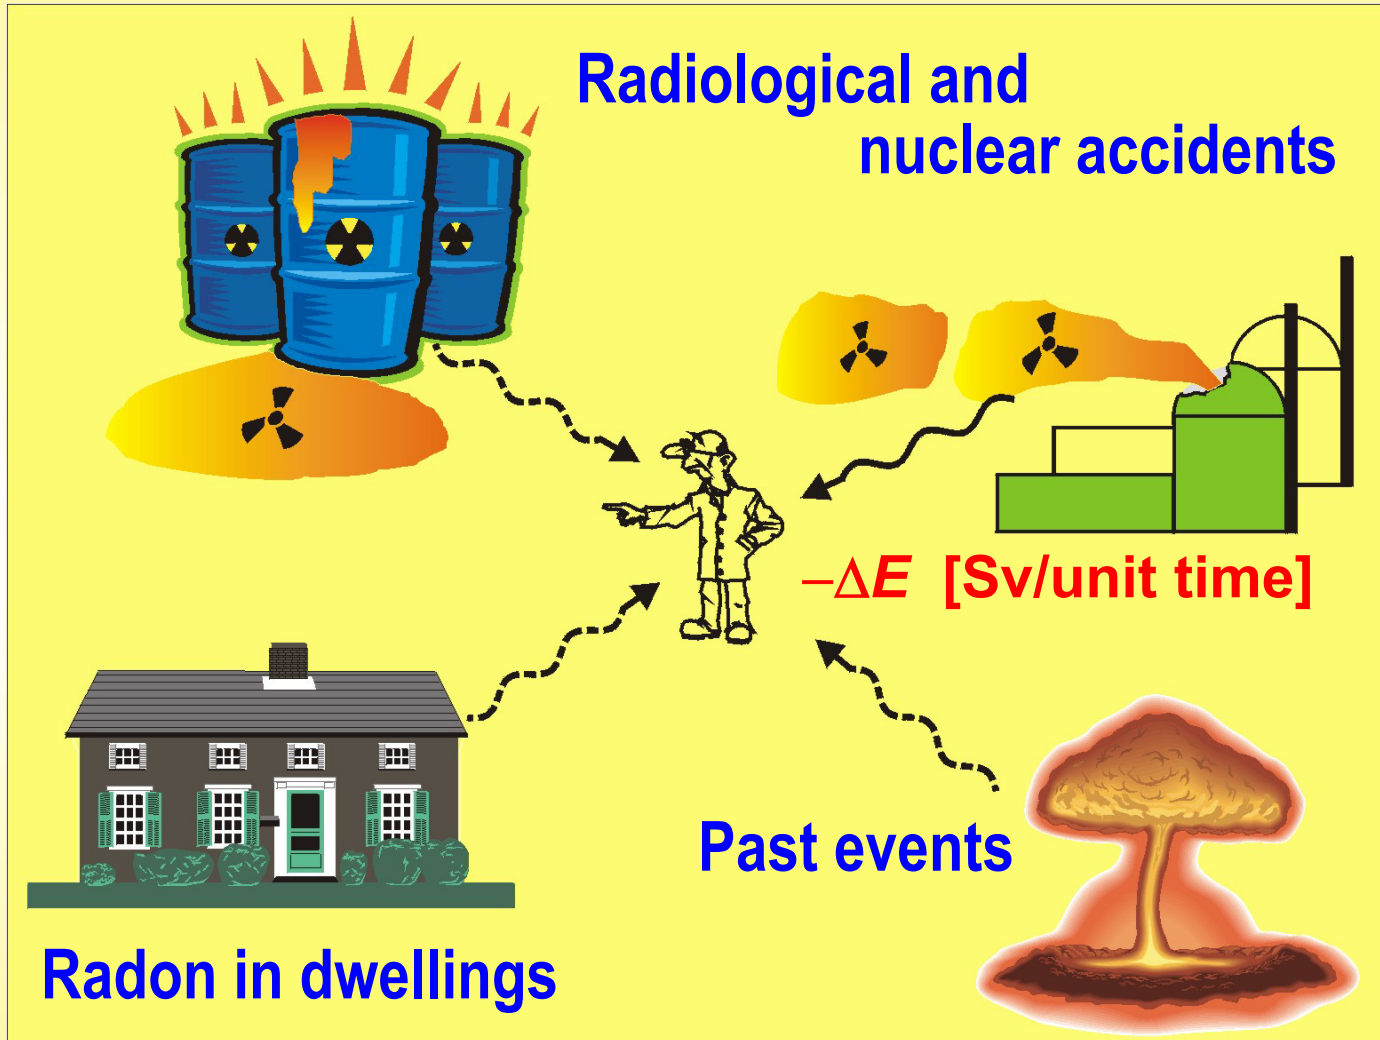 Radiological and
nuclear accidents
−ΔE [Sv/unit time]
Past events
Radon in dwellings